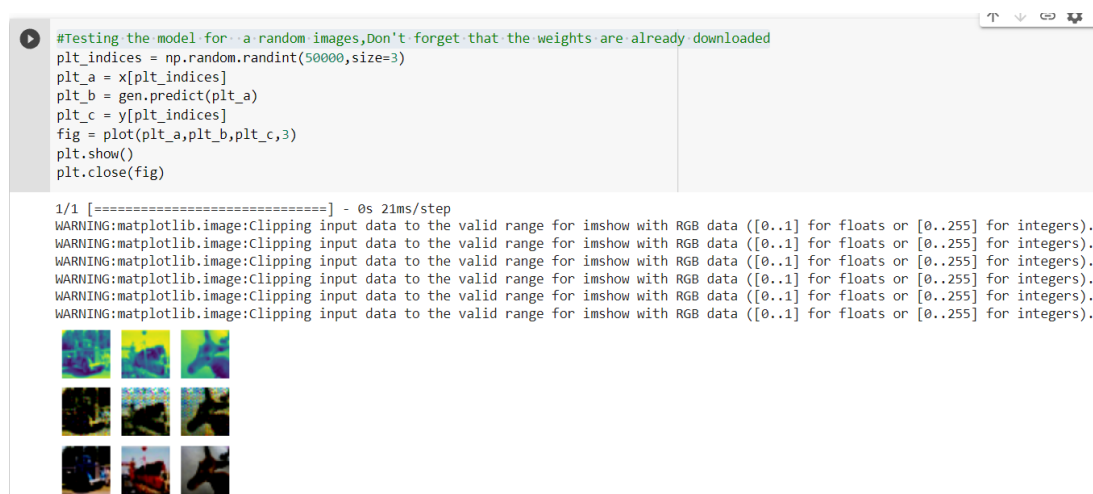 #Testing the model for  a random images,Don't forget that the weights are already downloaded
plt_indices = np.random.randint(50000,size=3)
plt_a = x[plt_indices]
plt_b = gen.predict(plt_a)
plt_c = y[plt_indices]
fig = plot(plt_a,plt_b,plt_c,3)
plt.show()
plt.close(fig)
1/1 [==============================] - 0s 21ms/step
WARNING:matplotlib.image:Clipping input data to the valid range for imshow with RGB data ([0..1] for floats or [0..255] for integers).
WARNING:matplotlib.image:Clipping input data to the valid range for imshow with RGB data ([0..1] for floats or [0..255] for integers).
WARNING:matplotlib.image:Clipping input data to the valid range for imshow with RGB data ([0..1] for floats or [0..255] for integers).
WARNING:matplotlib.image:Clipping input data to the valid range for imshow with RGB data ([0..1] for floats or [0..255] for integers).
WARNING:matplotlib.image:Clipping input data to the valid range for imshow with RGB data ([0..1] for floats or [0..255] for integers).
WARNING:matplotlib.image:Clipping input data to the valid range for imshow with RGB data ([0..1] for floats or [0..255] for integers).